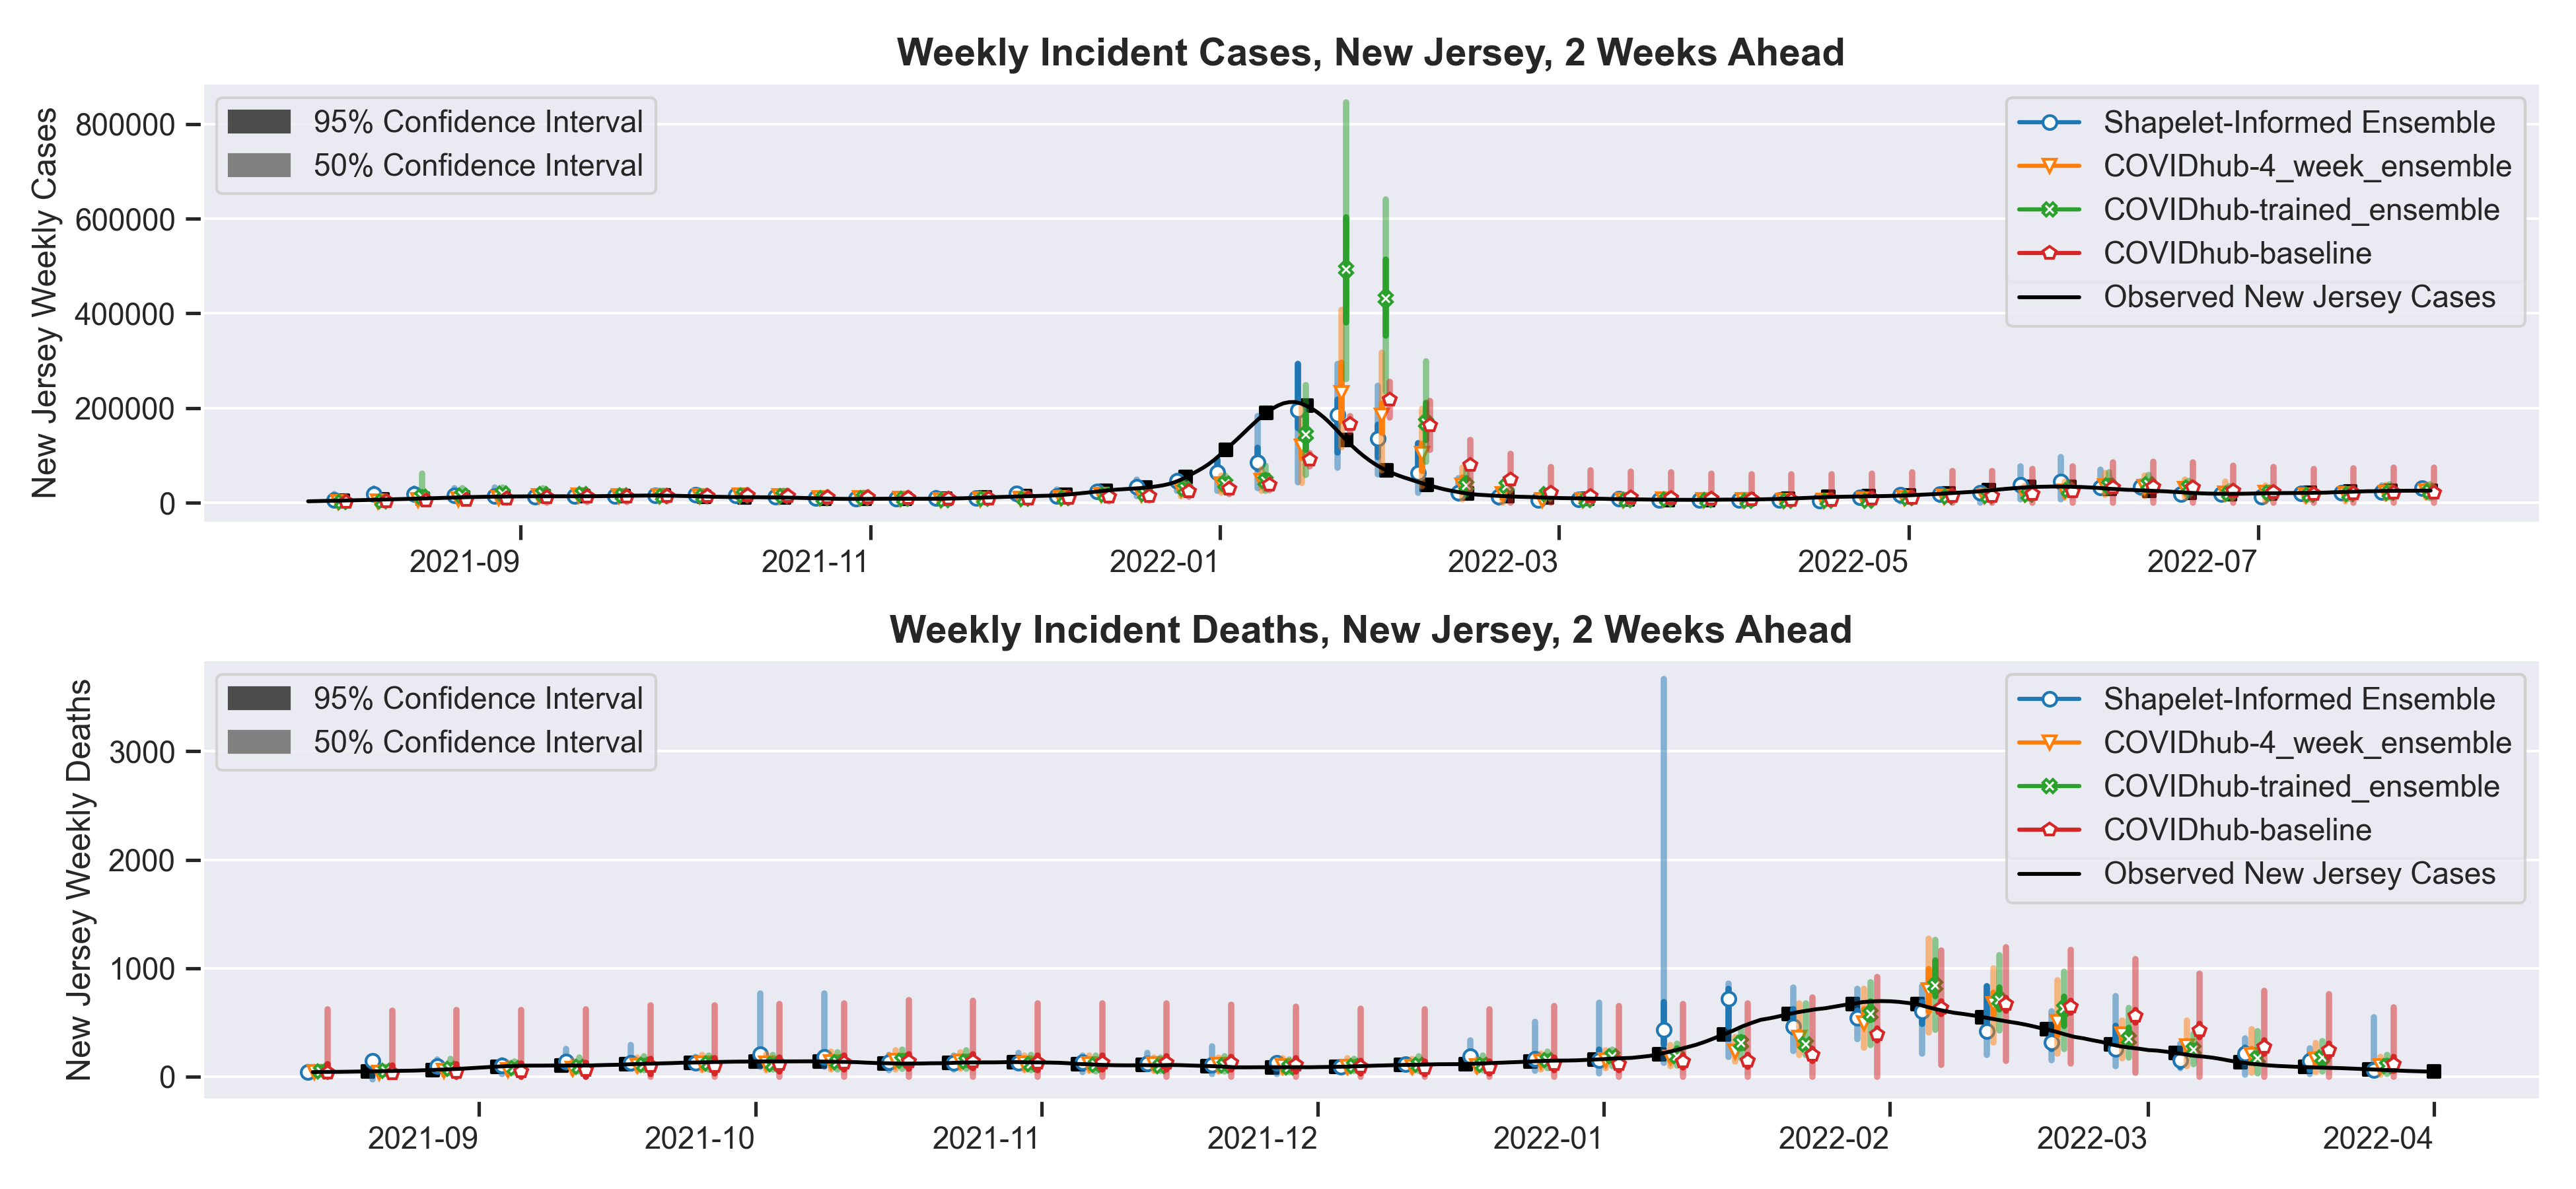 Weekly Incident Cases, New Jersey, 2 Weeks Ahead
New Jersey Weekly Cases
800000
600000
400000
200000
0
95% Confidence Interval
50% Confidence Interval
Shapelet-Informed Ensemble
COVIDhub-4_week_ensemble
COVIDhub-trained_ensemble
COVIDhub-baseline
Observed New Jersey Cases
2021-09
2021-11
2022-01
2022-03
2022-05
2022-07
Weekly Incident Deaths, New Jersey, 2 Weeks Ahead
New Jersey Weekly Deaths
3000
2000
1000
0
95% Confidence Interval
50% Confidence Interval
Shapelet-Informed Ensemble
COVIDhub-4_week_ensemble
COVIDhub-trained_ensemble
COVIDhub-baseline
Observed New Jersey Cases
2021-09
2021-10
2021-11
2021-12
2022-01
2022-02
2022-03
2022-04